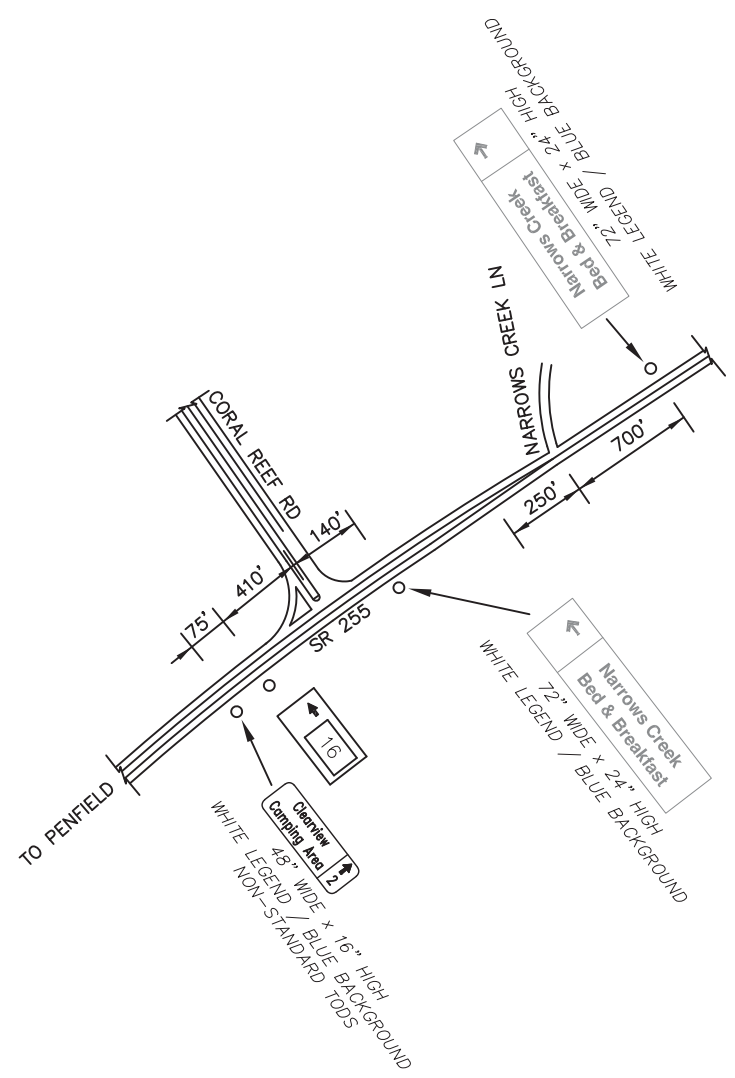 WHITE LEGEND / BLUE BACKGROUND
72” WIDE x 24” HIGH
Narrows Creek
Bed & Breakfast
NARROWS CREEK LN
CORAL REEF RD
700’
250’
140’
410’
75’
SR 255
TO PENFIELD
16
Narrows Creek
Bed & Breakfast
72” WIDE x 24” HIGH
WHITE LEGEND / BLUE BACKGROUND
Clearview
Camping Area
2
48” WIDE x 16” HIGH
WHITE LEGEND / BLUE BACKGROUND
NON-STANDARD TODS